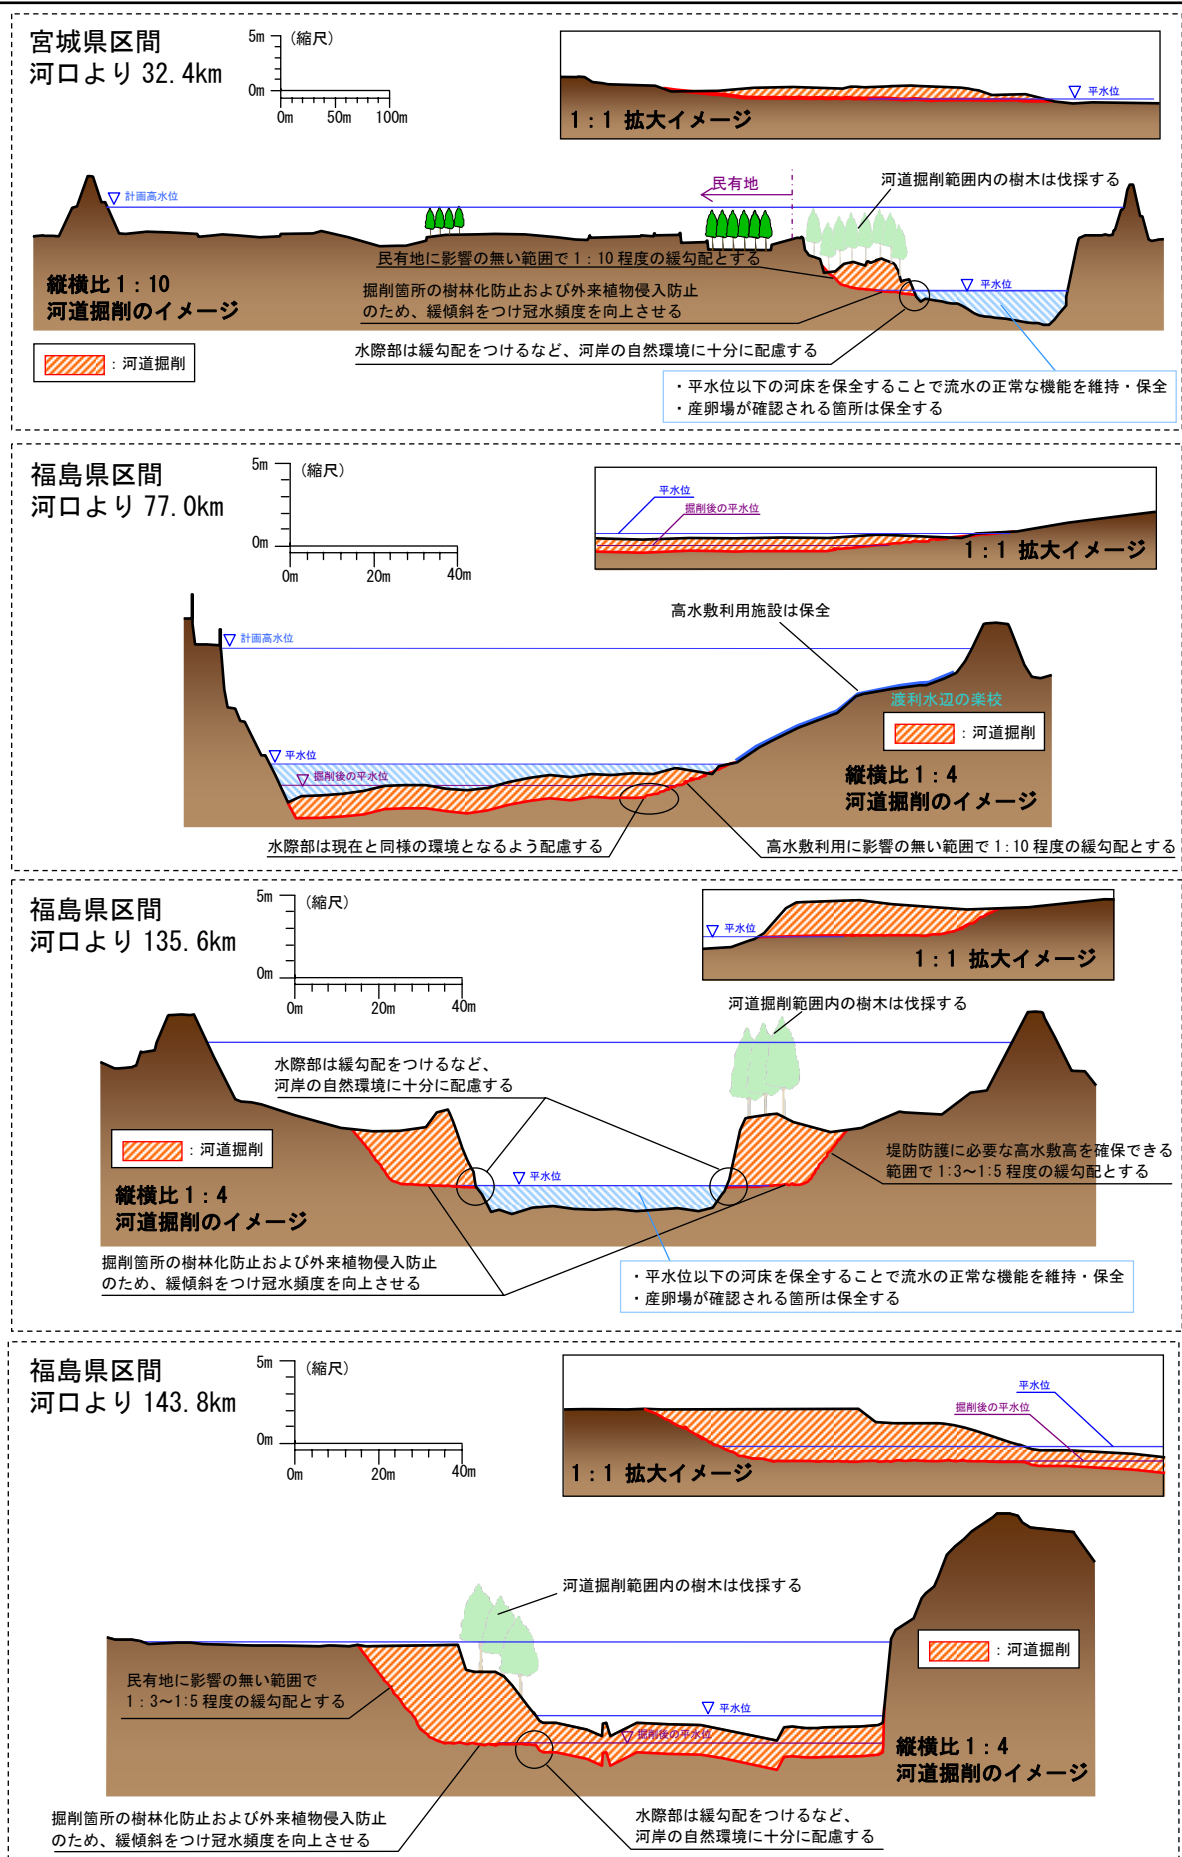 宮城県区間
河口より 32.4km
5m
(縮尺)
0m
0m 50m 100m
平水位
1：1 拡大イメージ
計画高水位
民有地
河道掘削範囲内の樹木は伐採する
民有地に影響の無い範囲で 1：10 程度の緩勾配とする
縦横比 1：10
河道掘削のイメージ
掘削箇所の樹林化防止および外来植物侵入防止
のため、緩傾斜をつけ冠水頻度を向上させる
平水位
：河道掘削
水際部は緩勾配をつけるなど、河岸の自然環境に十分に配慮する
・平水位以下の河床を保全することで流水の正常な機能を維持・保全
・産卵場が確認される箇所は保全する
福島県区間
河口より 77.0km
5m
(縮尺)
0m
0m 20m 40m
平水位
掘削後の平水位
1：1 拡大イメージ
高水敷利用施設は保全
計画高水位
渡利水辺の楽校
：河道掘削
平水位
掘削後の平水位
縦横比 1：4
河道掘削のイメージ
水際部は現在と同様の環境となるよう配慮する
高水敷利用に影響の無い範囲で 1:10 程度の緩勾配とする
福島県区間
河口より 135.6km
5m
(縮尺)
0m
0m 20m 40m
平水位
1：1 拡大イメージ
河道掘削範囲内の樹木は伐採する
水際部は緩勾配をつけるなど、
河岸の自然環境に十分に配慮する
：河道掘削
堤防防護に必要な高水敷高を確保できる
範囲で 1:3～1:5 程度の緩勾配とする
平水位
縦横比 1：4
河道掘削のイメージ
掘削箇所の樹林化防止および外来植物侵入防止
のため、緩傾斜をつけ冠水頻度を向上させる
・平水位以下の河床を保全することで流水の正常な機能を維持・保全
・産卵場が確認される箇所は保全する
福島県区間
河口より 143.8km
5m
(縮尺)
0m
0m 20m 40m
平水位
掘削後の平水位
1：1 拡大イメージ
河道掘削範囲内の樹木は伐採する
：河道掘削
民有地に影響の無い範囲で
1：3～1:5 程度の緩勾配とする
平水位
掘削後の平水位
縦横比 1：4
河道掘削のイメージ
掘削箇所の樹林化防止および外来植物侵入防止
のため、緩傾斜をつけ冠水頻度を向上させる
水際部は緩勾配をつけるなど、
河岸の自然環境に十分に配慮する